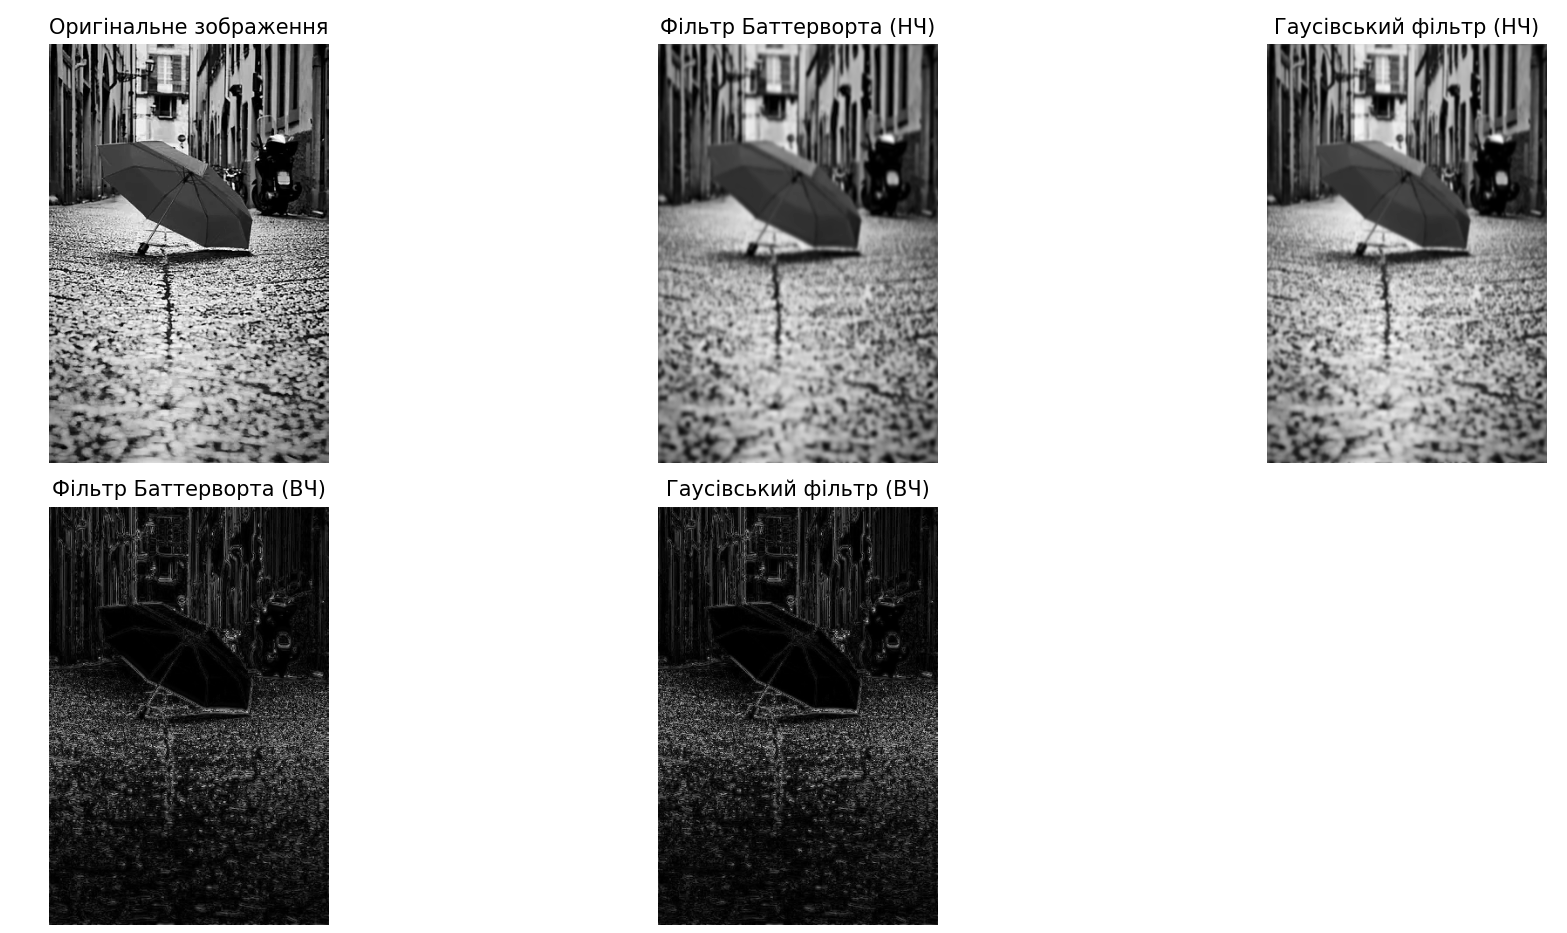 Оригінальне зображення
Фільтр Баттерворта (НЧ)
Гаусівський фільтр (НЧ)
Фільтр Баттерворта (ВЧ)
Гаусівський фільтр (ВЧ)